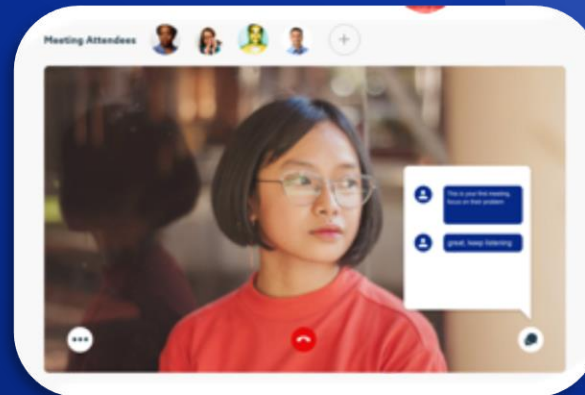 Meeting Attendees
This is your first meeting,
focus on their problem
great, keep listening